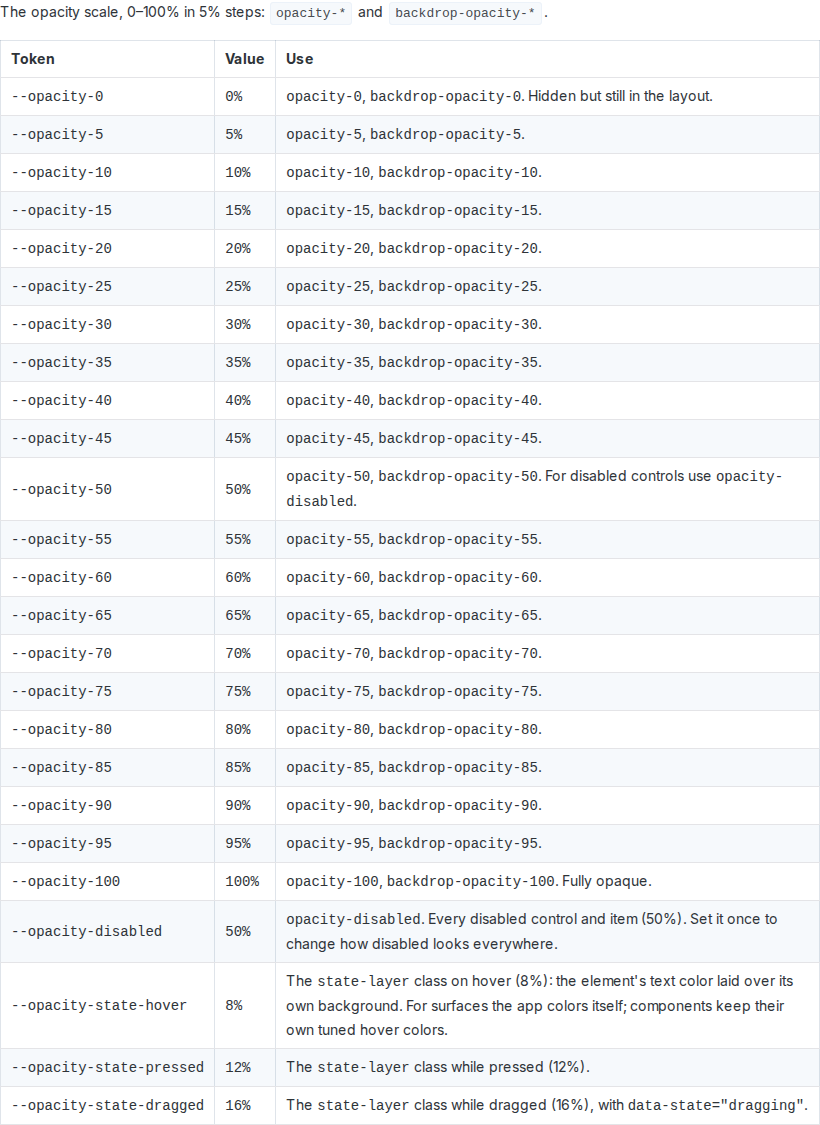 The opacity scale, 0–100% in 5% steps: opacity-* and backdrop-opacity-*.
Token Value Use
--opacity-0 0% opacity-0, backdrop-opacity-0. Hidden but still in the layout.
--opacity-5 5% opacity-5, backdrop-opacity-5.
--opacity-10 10% opacity-10, backdrop-opacity-10.
--opacity-15 15% opacity-15, backdrop-opacity-15.
--opacity-20 20% opacity-20, backdrop-opacity-20.
--opacity-25 25% opacity-25, backdrop-opacity-25.
--opacity-30 30% opacity-30, backdrop-opacity-30.
--opacity-35 35% opacity-35, backdrop-opacity-35.
--opacity-40 40% opacity-40, backdrop-opacity-40.
--opacity-45 45% opacity-45, backdrop-opacity-45.
--opacity-50 50% opacity-50, backdrop-opacity-50. For disabled controls use opacity-
disabled.
--opacity-55 55% opacity-55, backdrop-opacity-55.
--opacity-60 60% opacity-60, backdrop-opacity-60.
--opacity-65 65% opacity-65, backdrop-opacity-65.
--opacity-70 70% opacity-70, backdrop-opacity-70.
--opacity-75 75% opacity-75, backdrop-opacity-75.
--opacity-80 80% opacity-80, backdrop-opacity-80.
--opacity-85 85% opacity-85, backdrop-opacity-85.
--opacity-90 90% opacity-90, backdrop-opacity-90.
--opacity-95 95% opacity-95, backdrop-opacity-95.
--opacity-100 100% opacity-100, backdrop-opacity-100. Fully opaque.
--opacity-disabled 50% opacity-disabled. Every disabled control and item (50%). Set it once to
change how disabled looks everywhere.
--opacity-state-hover 8% The state-layer class on hover (8%): the element's text color laid over its
own background. For surfaces the app colors itself; components keep their
own tuned hover colors.
--opacity-state-pressed 12% The state-layer class while pressed (12%).
--opacity-state-dragged 16% The state-layer class while dragged (16%), with data-state="dragging".